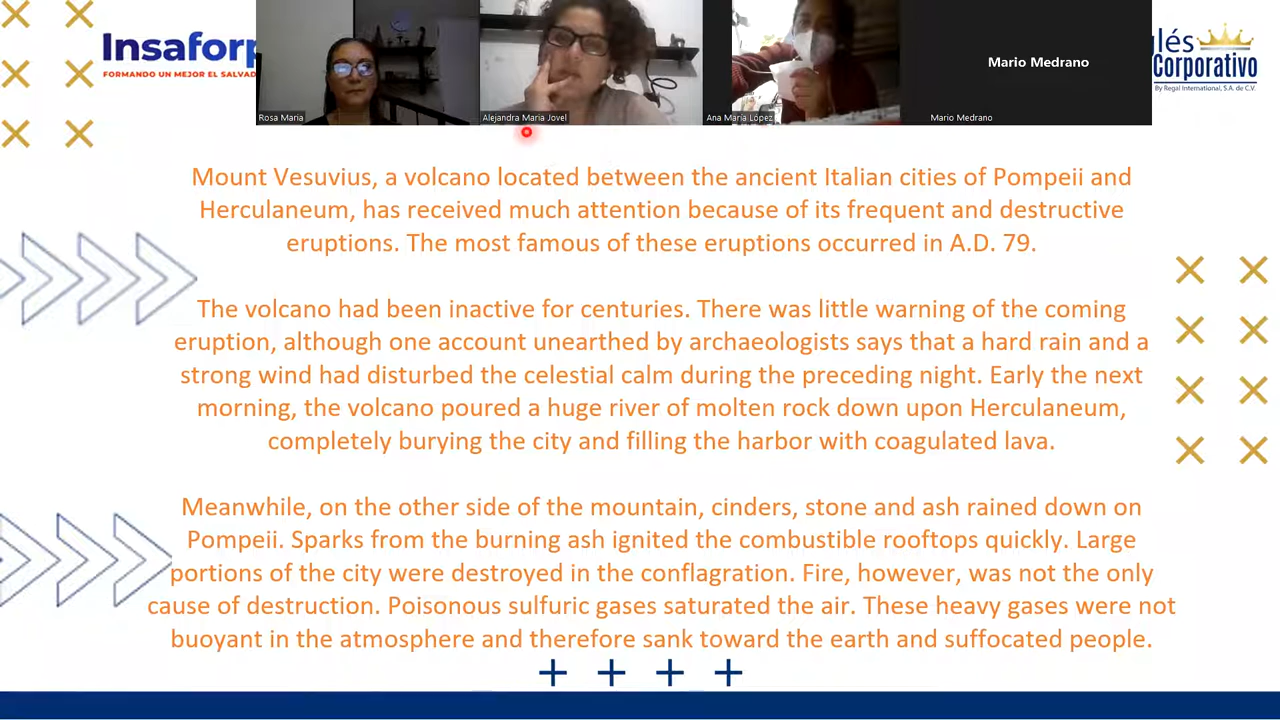 Insaforp
FORMANDO UN MEJOR EL SALVA
Rosa Maria
Alejandra Maria Jovel
Ana María López
Mario Medrano
Mario Medrano
lés
Corporativo
By Regal International, S.A. de C.V.
Mount Vesuvius, a volcano located between the ancient Italian cities of Pompeii and
Herculaneum, has received much attention because of its frequent and destructive
eruptions. The most famous of these eruptions occurred in A.D. 79.
The volcano had been inactive for centuries. There was little warning of the coming
eruption, although one account unearthed by archaeologists says that a hard rain and a
strong wind had disturbed the celestial calm during the preceding night. Early the next
morning, the volcano poured a huge river of molten rock down upon Herculaneum,
completely burying the city and filling the harbor with coagulated lava.
Meanwhile, on the other side of the mountain, cinders, stone and ash rained down on
Pompeii. Sparks from the burning ash ignited the combustible rooftops quickly. Large
portions of the city were destroyed in the conflagration. Fire, however, was not the only
cause of destruction. Poisonous sulfuric gases saturated the air. These heavy gases were not
buoyant in the atmosphere and therefore sank toward the earth and suffocated people.